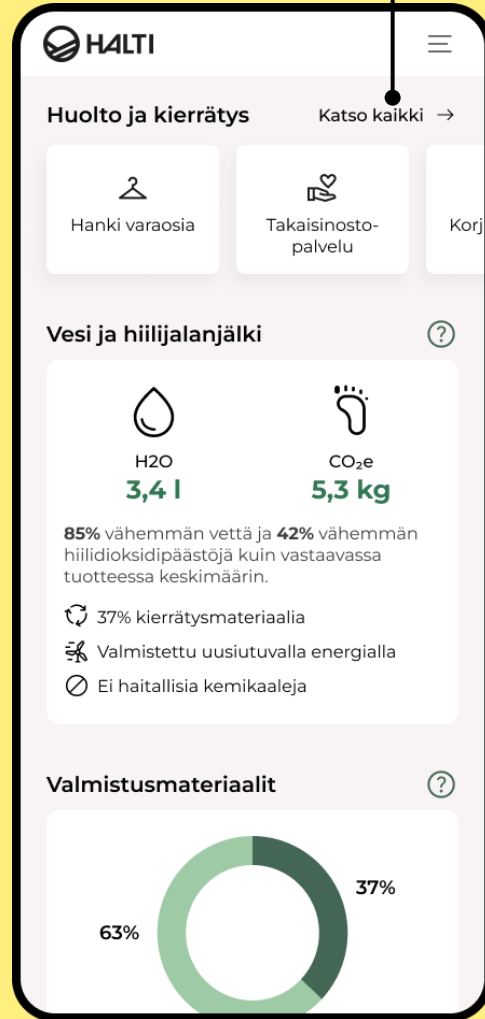 HALTI
Huolto ja kierrätys
Katso kaikki →
Hanki varaosia
Takaisinosto-
palvelu
Korj
Vesi ja hiilijalanjälki
?
H2O
3,4 l
CO₂e
5,3 kg
85% vähemmän vettä ja 42% vähemmän
hiilidioksidipäästöjä kuin vastaavassa
tuotteessa keskimäärin.
37% kierrätysmateriaalia
Valmistettu uusiutuvalla energialla
Ei haitallisia kemikaaleja
Valmistusmateriaalit
?
37%
63%